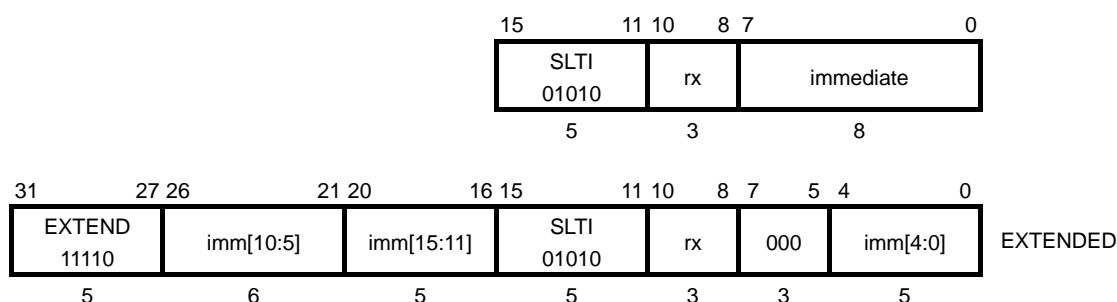 15 11 10 8 7 0
SLTI rx immediate
01010
5 3 8
31 27 26 21 20 16 15 11 10 8 7 5 4 0
EXTEND imm[10:5] imm[15:11] SLTI rx 000 imm[4:0] EXTENDED
11110 01010
5 6 5 5 3 3 5